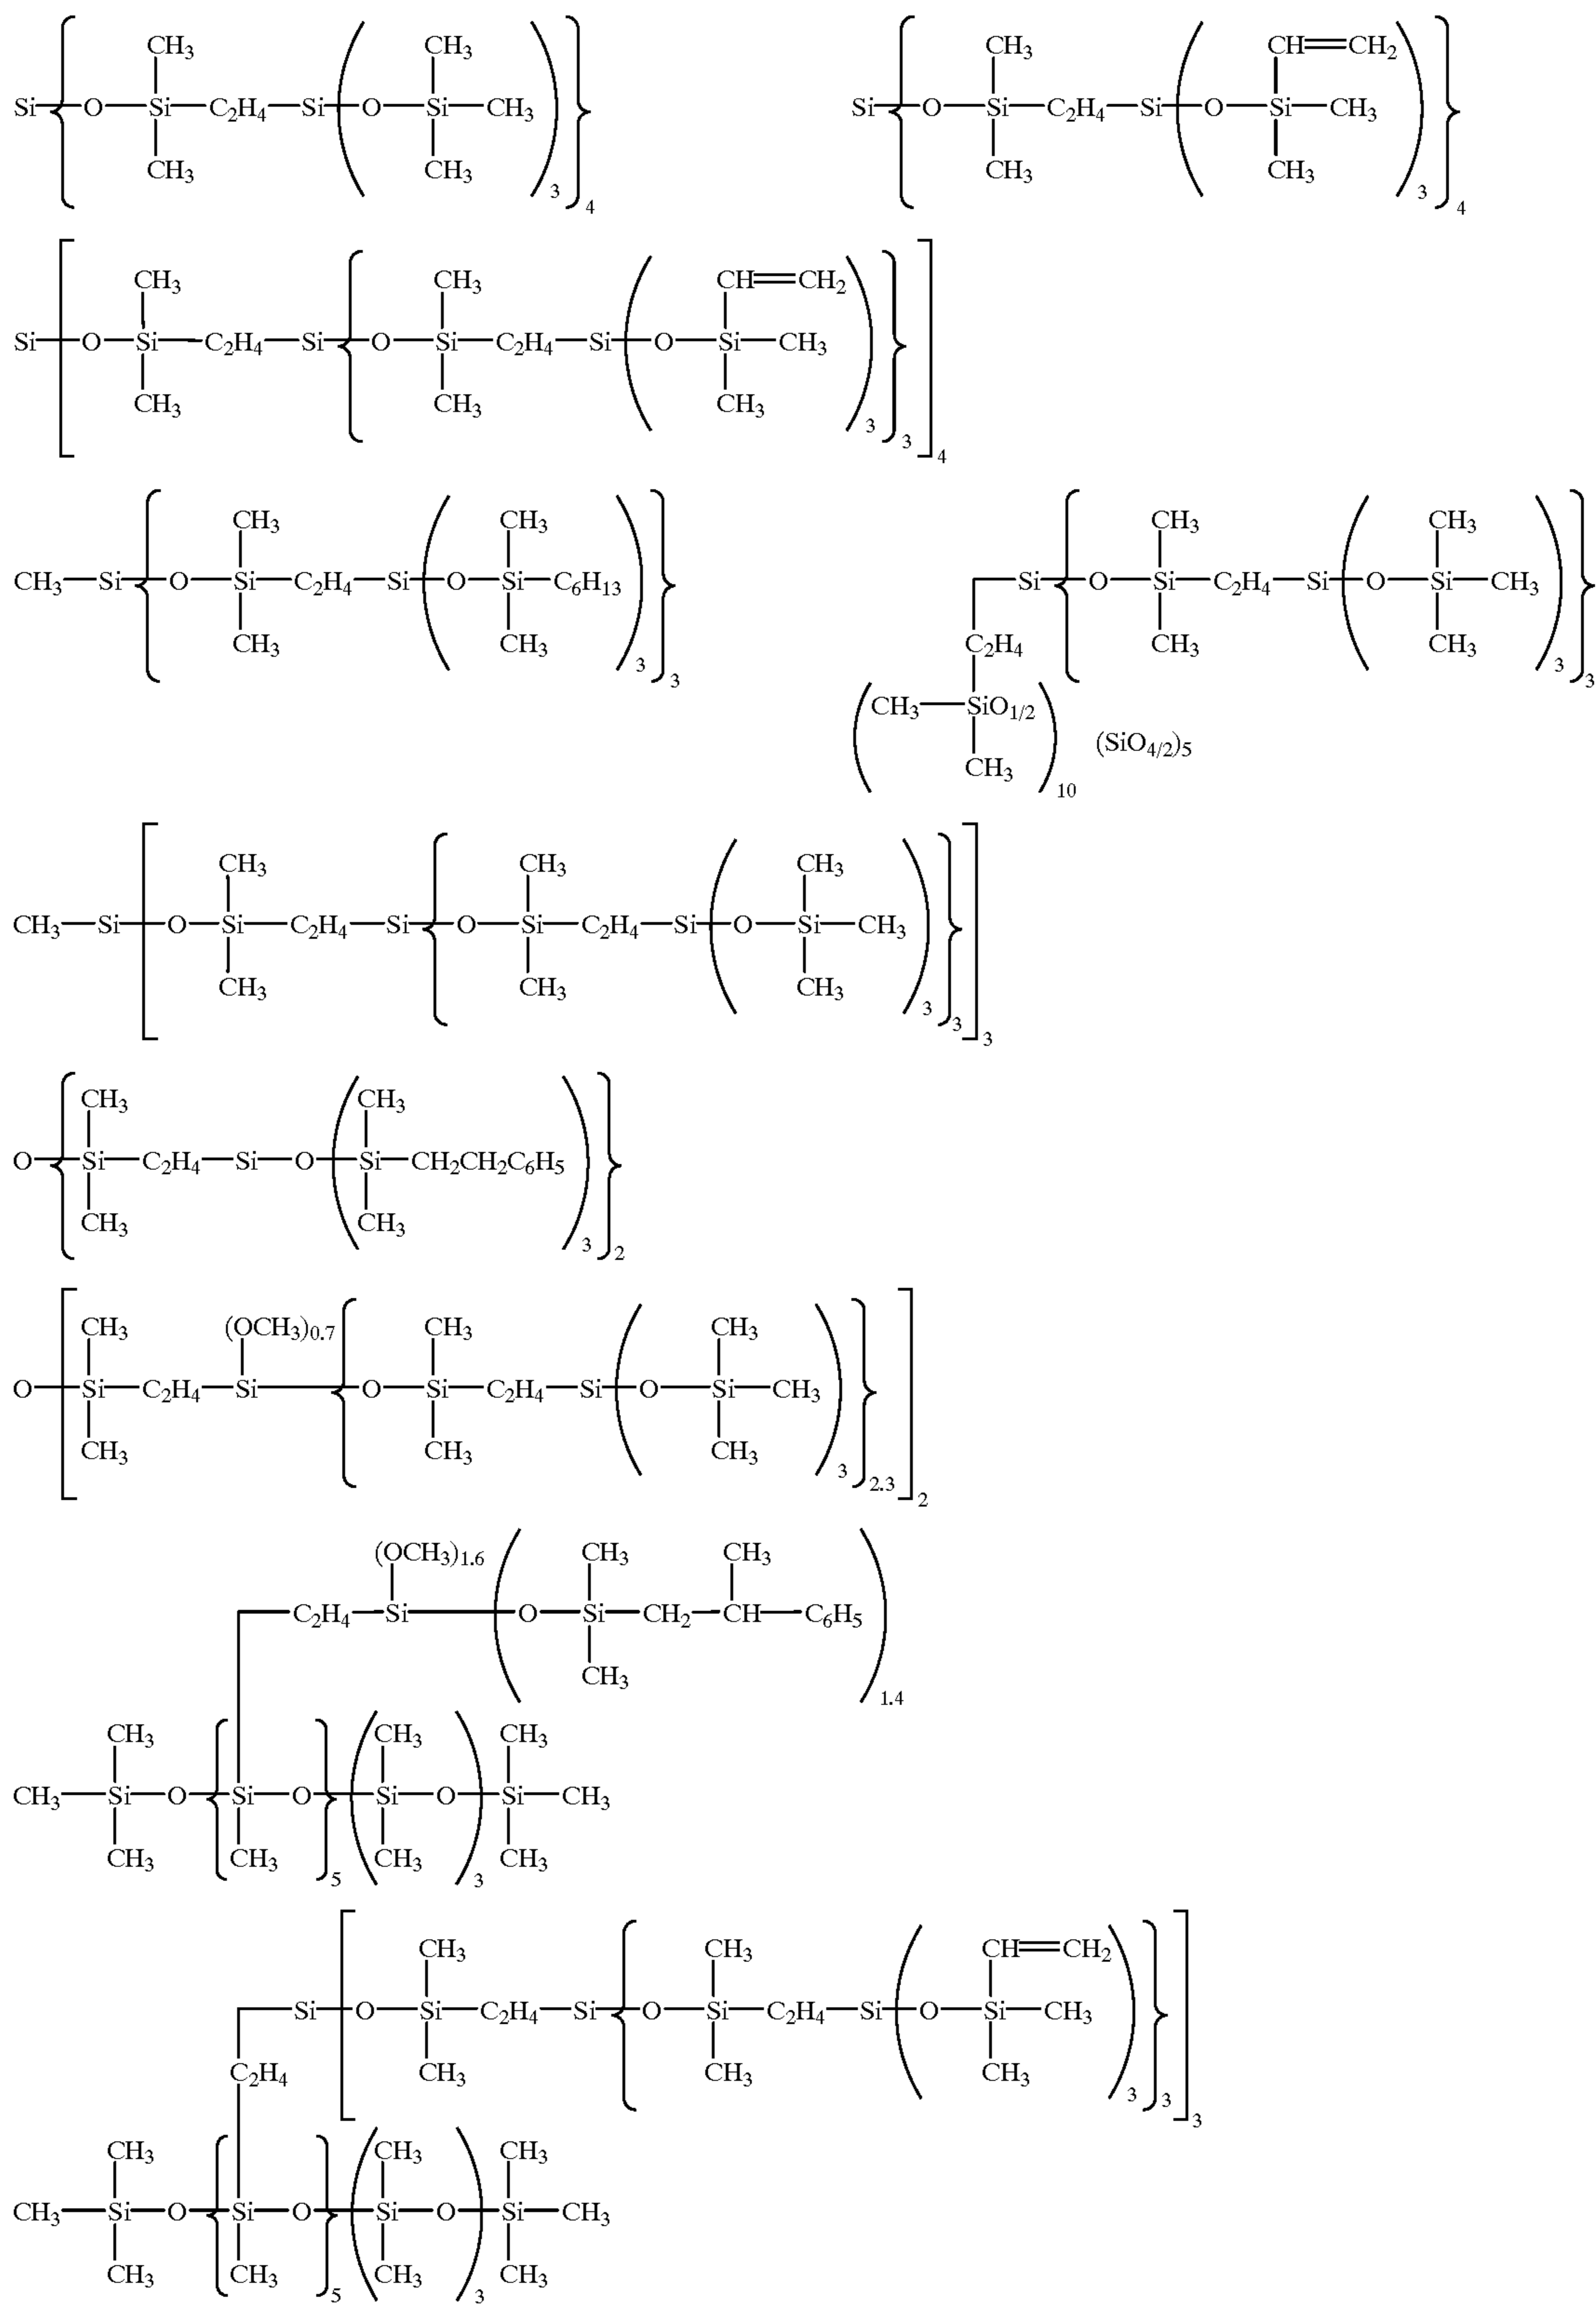 CH3 CH3 CH3 CH=CH2
Si{O-Si-C2H4-Si(O-Si-CH3)3}4 Si{O-Si-C2H4-Si(O-Si-CH3)3}4
CH3 CH3 CH3 CH3
CH3 CH3 CH=CH2
Si[O-Si-C2H4-Si{O-Si-C2H4-Si(O-Si-CH3)3}3]4
CH3 CH3 CH3
CH3 CH3 CH3 CH3
CH3-Si{O-Si-C2H4-Si(O-Si-C6H13)3}3 Si{O-Si-C2H4-Si(O-Si-CH3)3}3
CH3 CH3 C2H4 CH3 CH3
(CH3-SiO1/2)10 (SiO4/2)5
CH3
CH3 CH3 CH3
CH3-Si[O-Si-C2H4-Si{O-Si-C2H4-Si(O-Si-CH3)3}3]3
CH3 CH3 CH3
CH3 CH3
O{Si-C2H4-Si-O(Si-CH2CH2C6H5)3}2
CH3 CH3
CH3 (OCH3)0.7 CH3 CH3
O[Si-C2H4-Si{O-Si-C2H4-Si(O-Si-CH3)3}2.3]2
CH3 CH3 CH3
(OCH3)1.6 CH3 CH3
C2H4-Si(O-Si-CH2-CH-C6H5)1.4
CH3
CH3 CH3 CH3
CH3-Si-O{Si-O}5(Si-O)3Si-CH3
CH3 CH3 CH3 CH3
CH3 CH3 CH=CH2
Si[O-Si-C2H4-Si{O-Si-C2H4-Si(O-Si-CH3)3}3]3
C2H4 CH3 CH3 CH3
CH3 CH3 CH3
CH3-Si-O{Si-O}5(Si-O)3Si-CH3
CH3 CH3 CH3 CH3